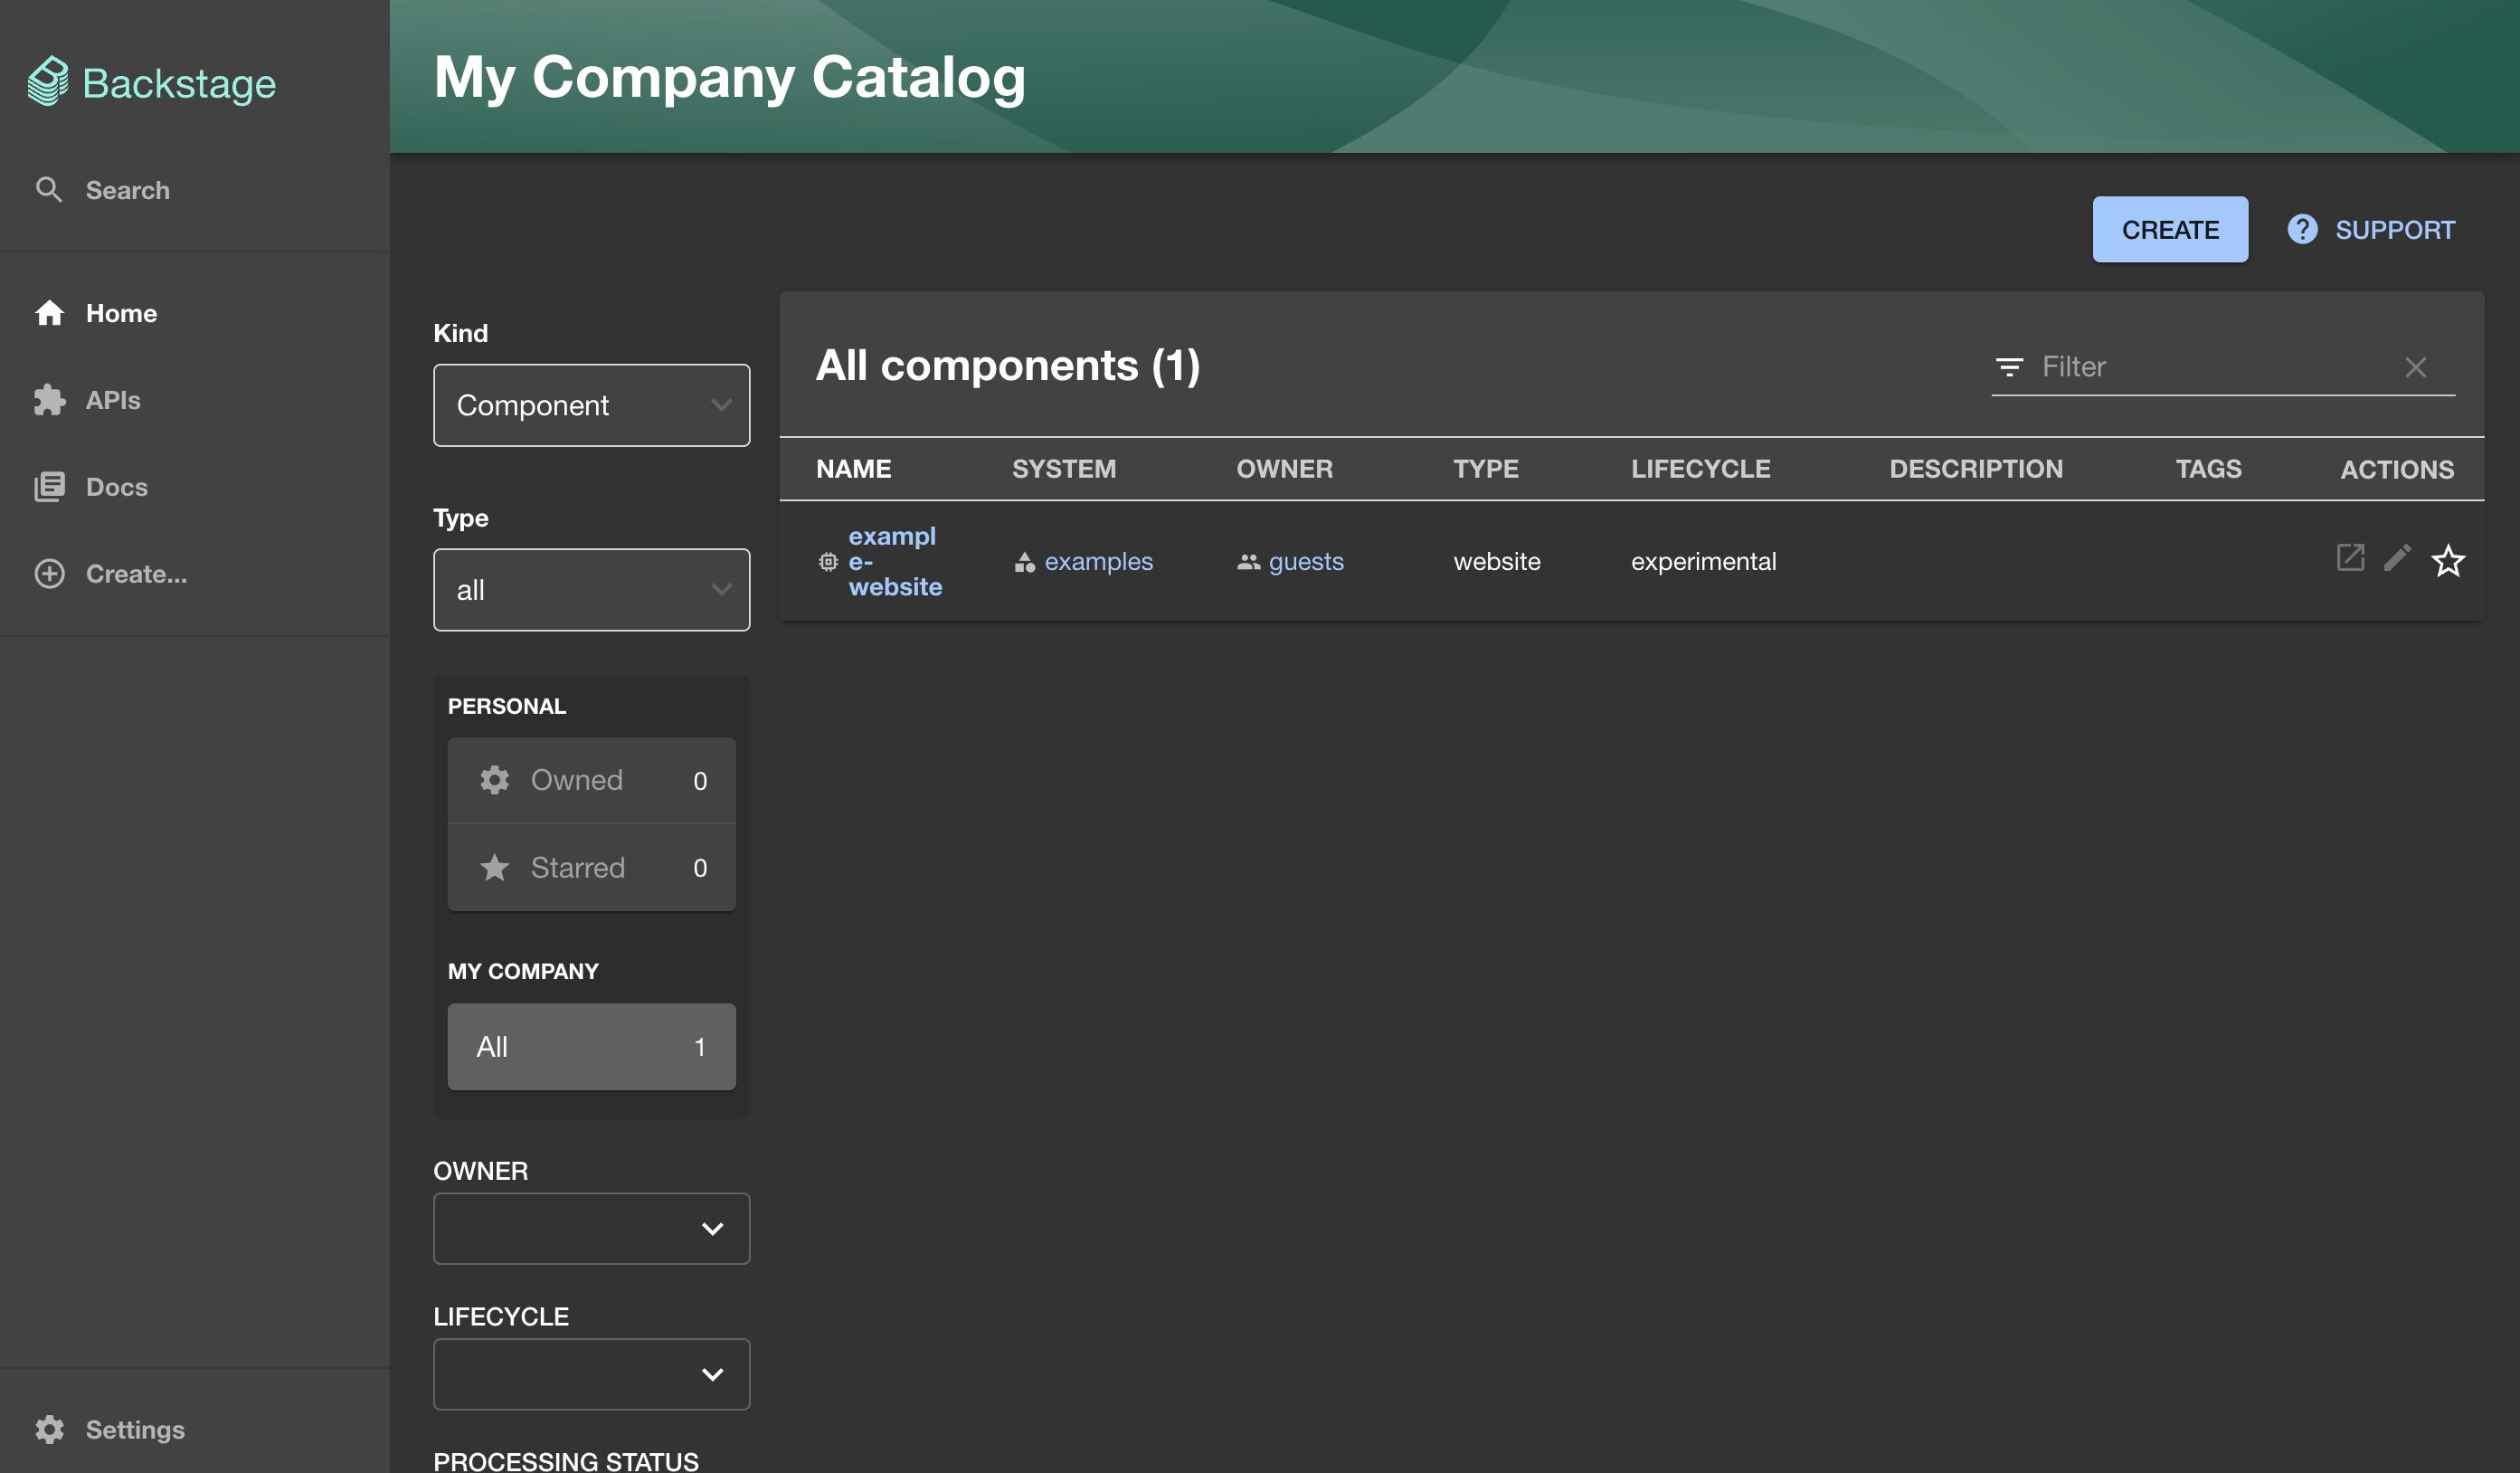 Backstage
Search
Home
APIs
Docs
Create...
Settings
My Company Catalog
CREATE
SUPPORT
Kind
Component
Type
all
PERSONAL
Owned 0
Starred 0
MY COMPANY
All 1
OWNER
LIFECYCLE
PROCESSING STATUS
All components (1)
Filter
NAME SYSTEM OWNER TYPE LIFECYCLE DESCRIPTION TAGS ACTIONS
exampl
e-
website
examples guests website experimental